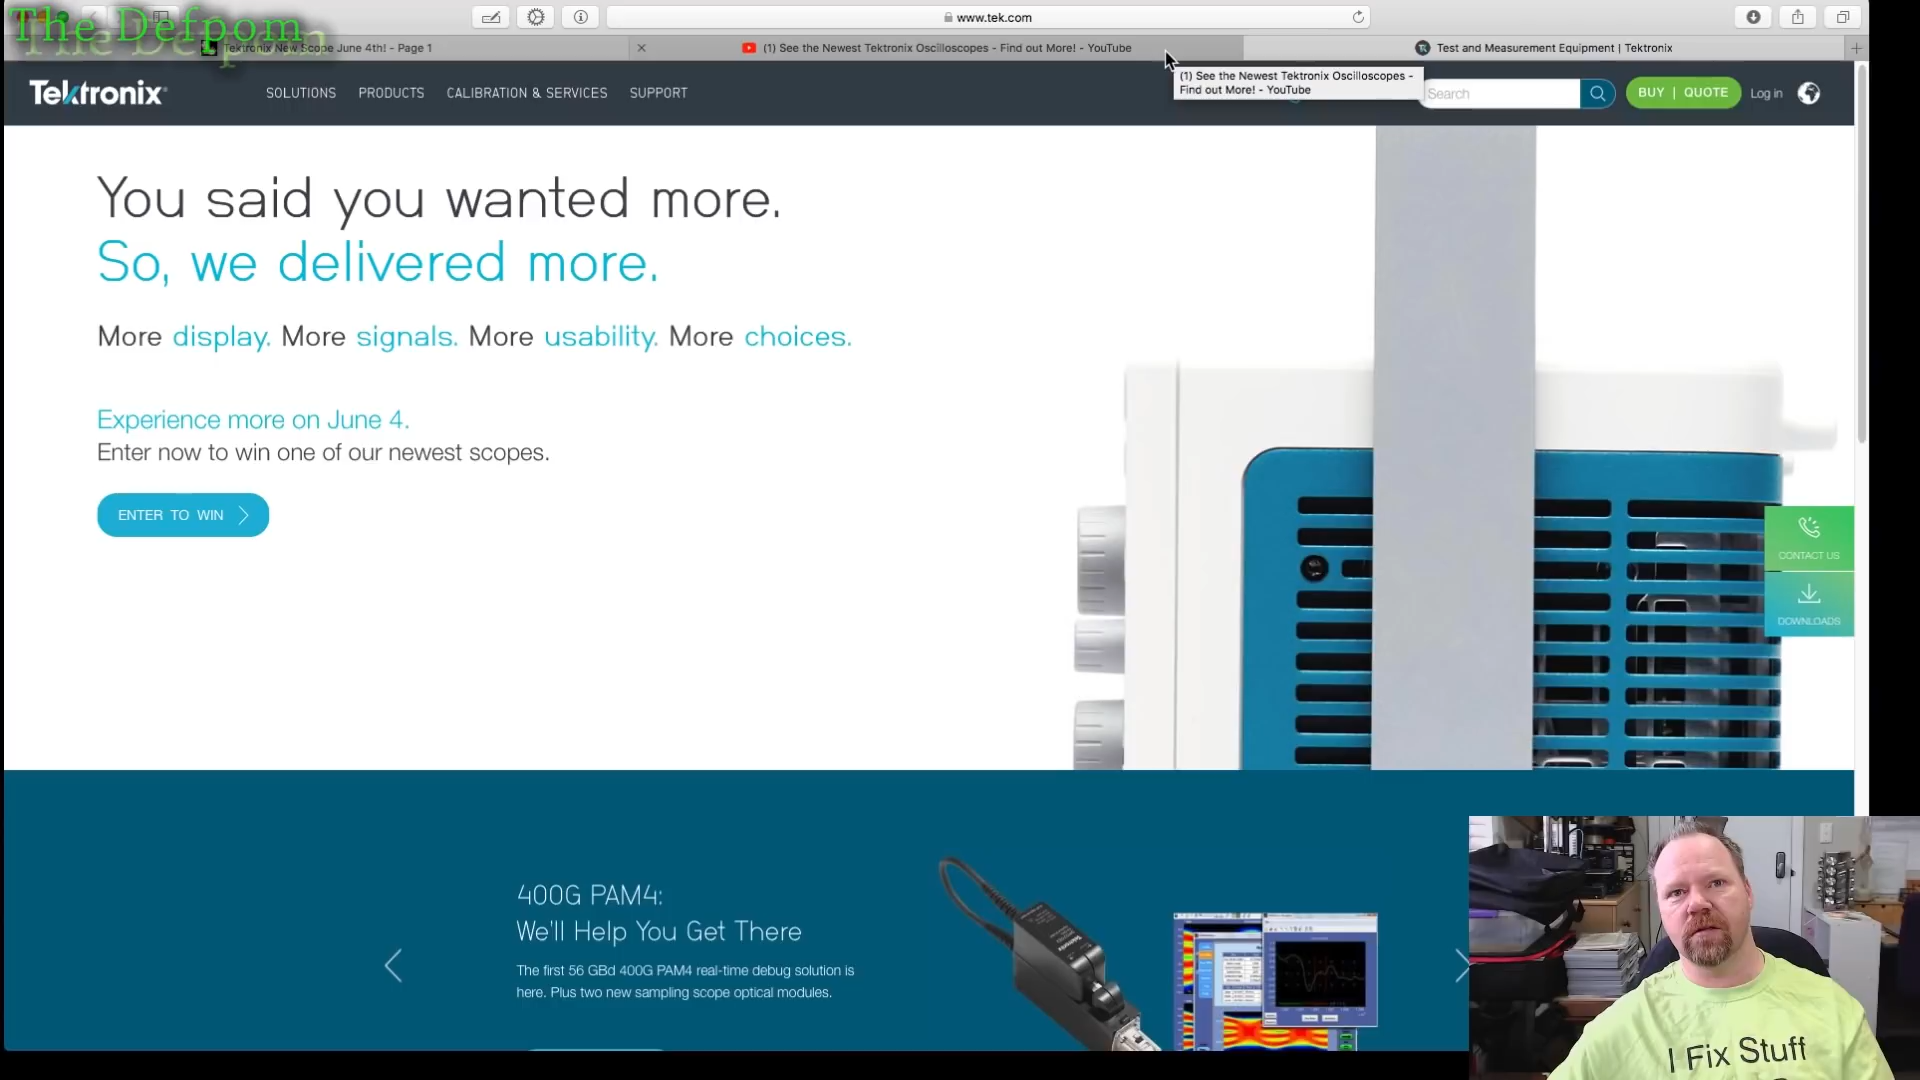 The Defpom
www.tek.com
Tektronix New Scope June 4th! - Page 1
(1) See the Newest Tektronix Oscilloscopes - Find out More! - YouTube
Test and Measurement Equipment | Tektronix
(1) See the Newest Tektronix Oscilloscopes -
Find out More! - YouTube
Tektronix
SOLUTIONS
PRODUCTS
CALIBRATION & SERVICES
SUPPORT
Search
BUY | QUOTE
Log in
You said you wanted more.
So, we delivered more.
More display. More signals. More usability. More choices.
Experience more on June 4.
Enter now to win one of our newest scopes.
ENTER TO WIN
CONTACT US
DOWNLOADS
400G PAM4:
We'll Help You Get There
The first 56 GBd 400G PAM4 real-time debug solution is
here. Plus two new sampling scope optical modules.
I Fix Stuff